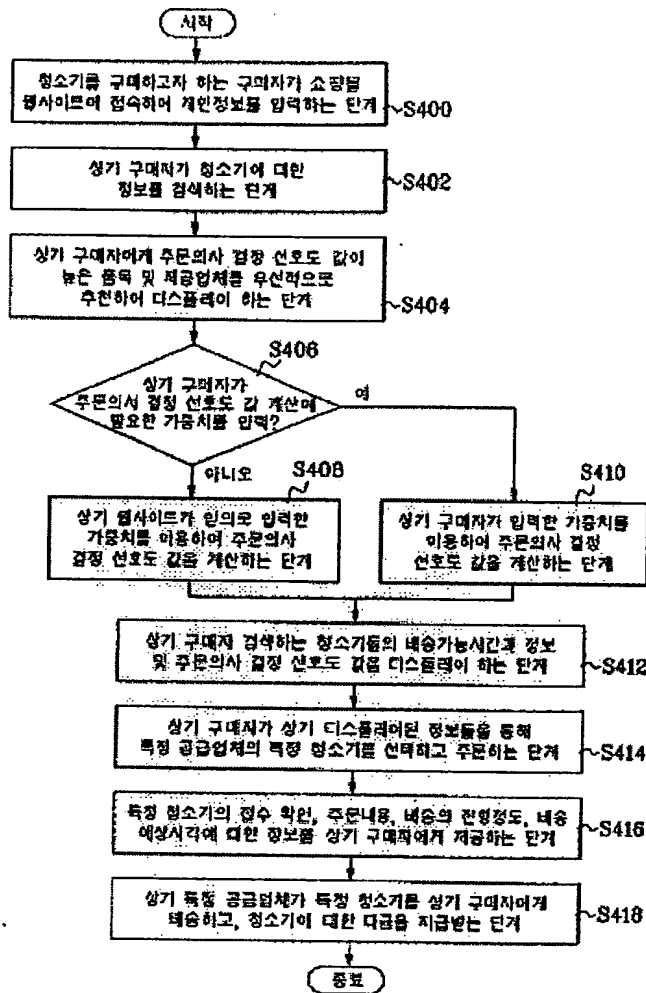 시작
청소기를 구매하고자 하는 구매자가 쇼핑몰
웹사이트에 접속하여 개인정보를 입력하는 단계
S400
상기 구매자가 청소기에 대한
정보를 검색하는 단계
S402
상기 구매자에게 주문의사 결정 선호도 값이
높은 품목 및 제공업체를 우선적으로
추천하여 디스플레이 하는 단계
S404
S406
상기 구매자가
주문의사 결정 선호도 값 계산에
필요한 가중치를 입력?
예
아니오
S408
상기 웹사이트가 임의로 입력한
가중치를 이용하여 주문의사
결정 선호도 값을 계산하는 단계
S410
상기 구매자가 입력한 가중치를
이용하여 주문의사 결정
선호도 값을 계산하는 단계
상기 구매자 검색하는 청소기들의 배송가능시간과 정보
및 주문의사 결정 선호도 값을 디스플레이 하는 단계
S412
상기 구매자가 상기 디스플레이된 정보들을 통해
특정 공급업체의 특정 청소기를 선택하고 주문하는 단계
S414
특정 청소기의 접수 확인, 주문내용, 배송의 진행정도, 배송
예상시각에 대한 정보를 상기 구매자에게 제공하는 단계
S416
상기 특정 공급업체가 특정 청소기를 상기 구매자에게
배송하고, 청소기에 대한 대금을 지급받는 단계
S418
종료